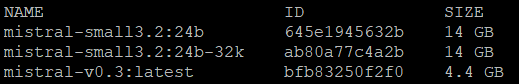 NAME ID SIZE
mistral-small3.2:24b 645e1945632b 14 GB
mistral-small3.2:24b-32k ab80a77c4a2b 14 GB
mistral-v0.3:latest bfb83250f2f0 4.4 GB